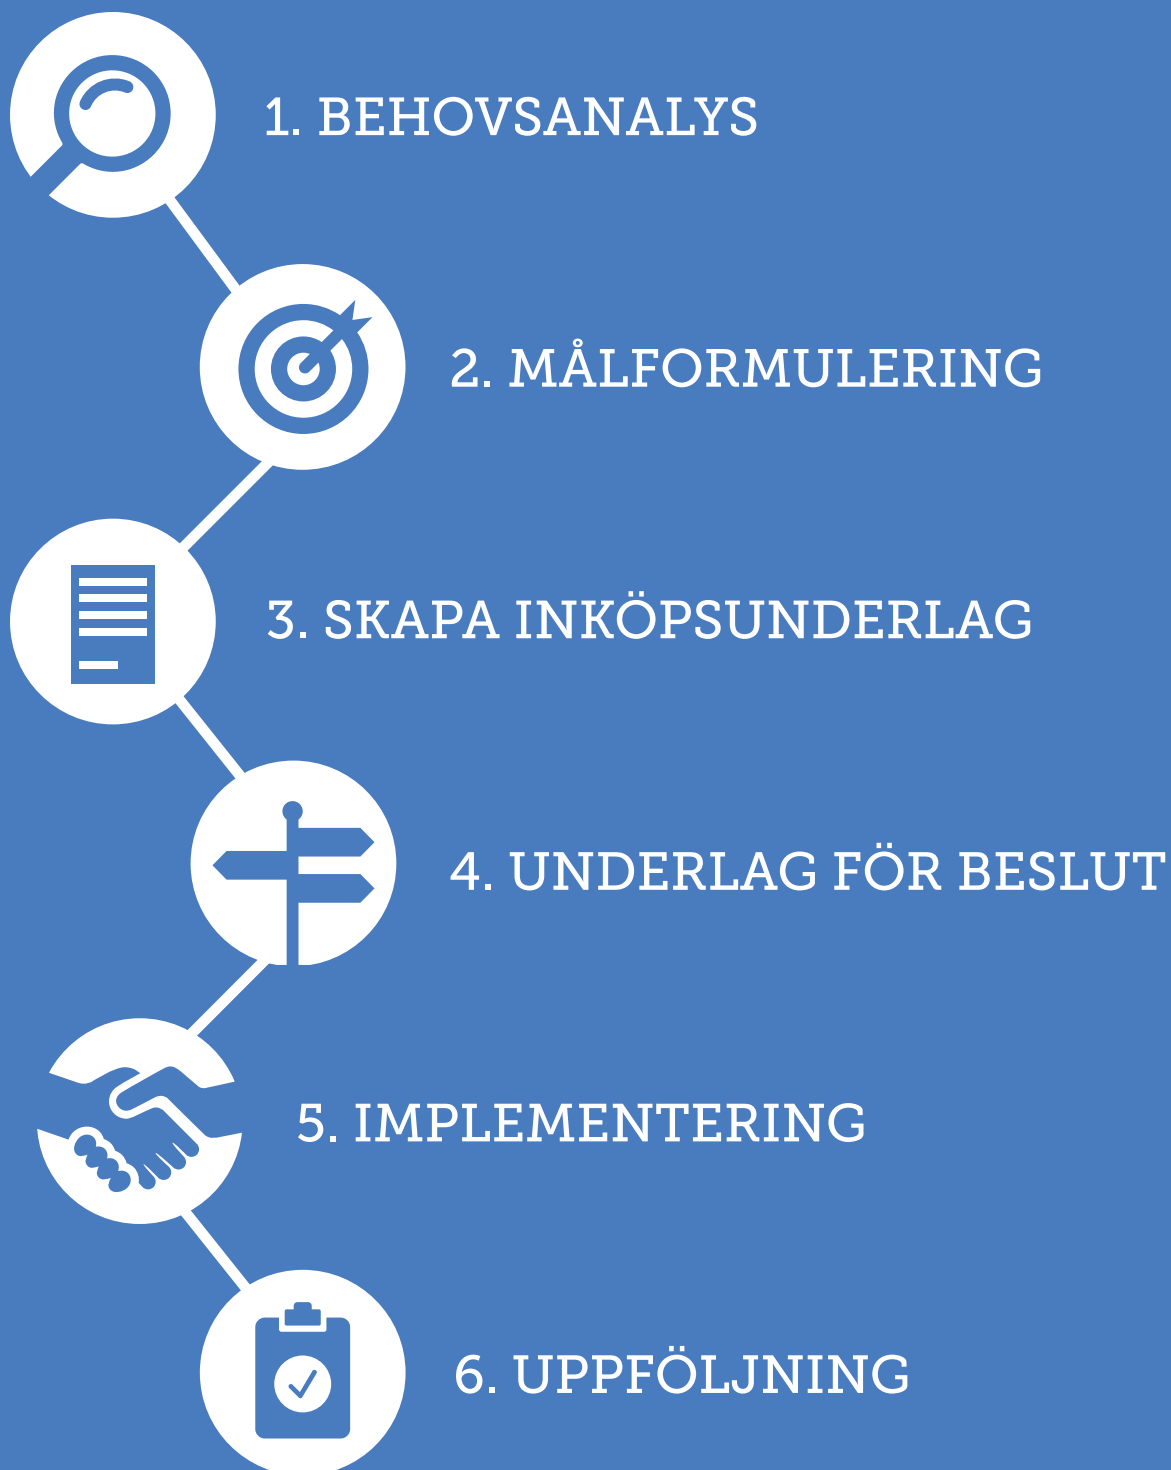 1. BEHOVSANALYS
2. MÅLFORMULERING
3. SKAPA INKÖPSUNDERLAG
4. UNDERLAG FÖR BESLUT
5. IMPLEMENTERING
6. UPPFÖLJNING